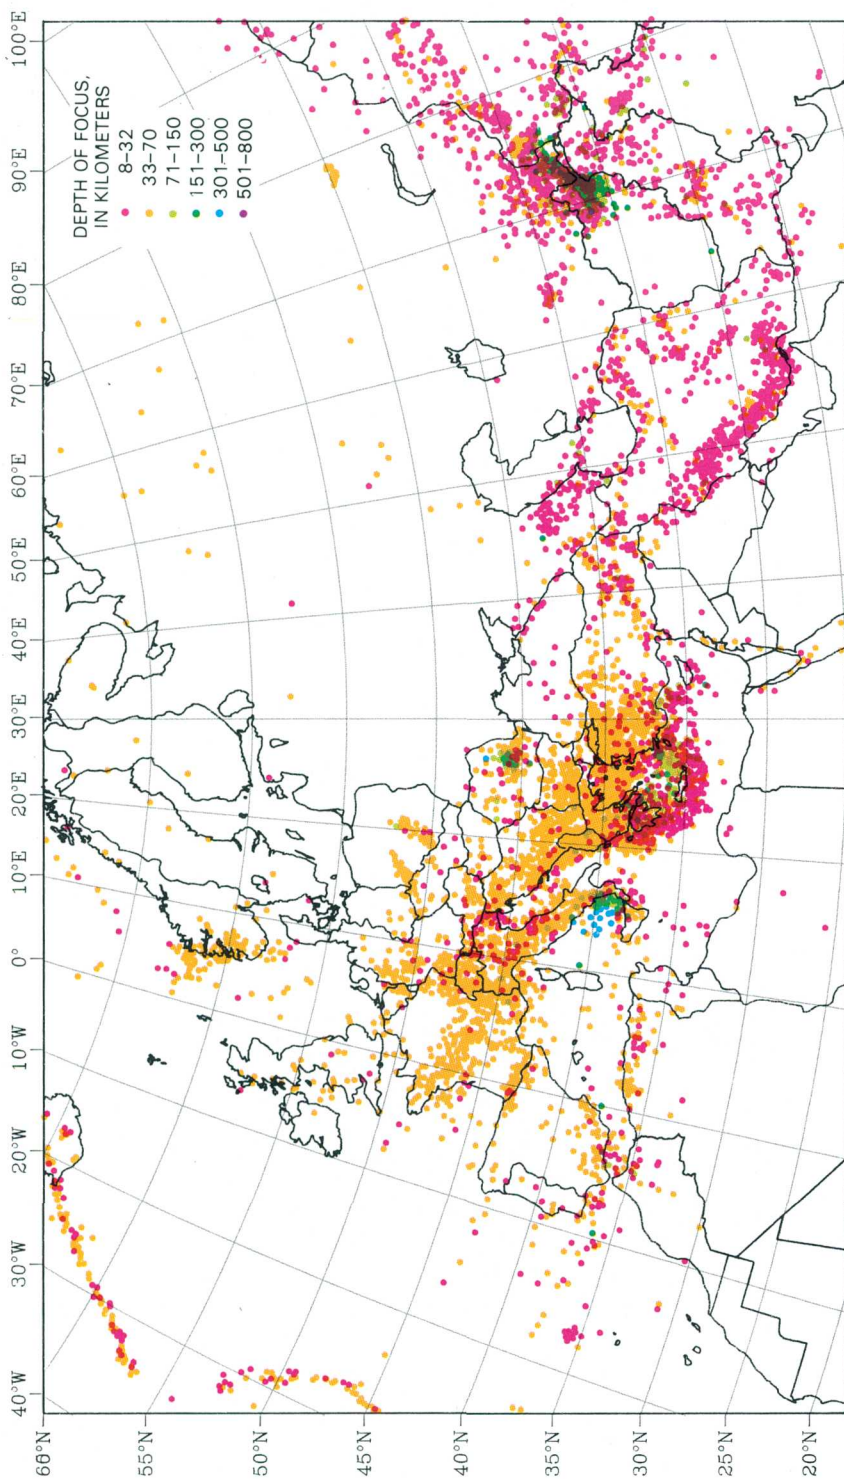 DEPTH OF FOCUS,
IN KILOMETERS
8–32
33–70
71–150
151–300
301–500
501–800
100°E
90°E
80°E
70°E
60°E
50°E
40°E
30°E
20°E
10°E
0°
10°W
20°W
30°W
40°W
60°N
55°N
50°N
45°N
40°N
35°N
30°N
25°N
20°N